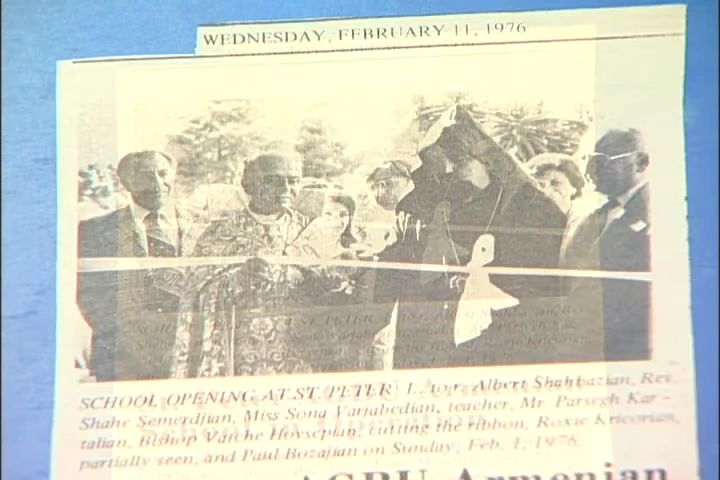 WEDNESDAY, FEBRUARY 11, 1976
SCHOOL OPENING AT ST. PETER L. to r. Albert Shahbazian, Rev.
Shahe Semerdjian, Miss Sona Varjabedian, teacher, Mr. Parsegh Kar-
talian, Bishop Vatche Hovsepian, cutting the ribbon, Roxie Kricorian,
partially seen, and Paul Bozajian on Sunday, Feb. 1, 1976.
AGBU Armenian